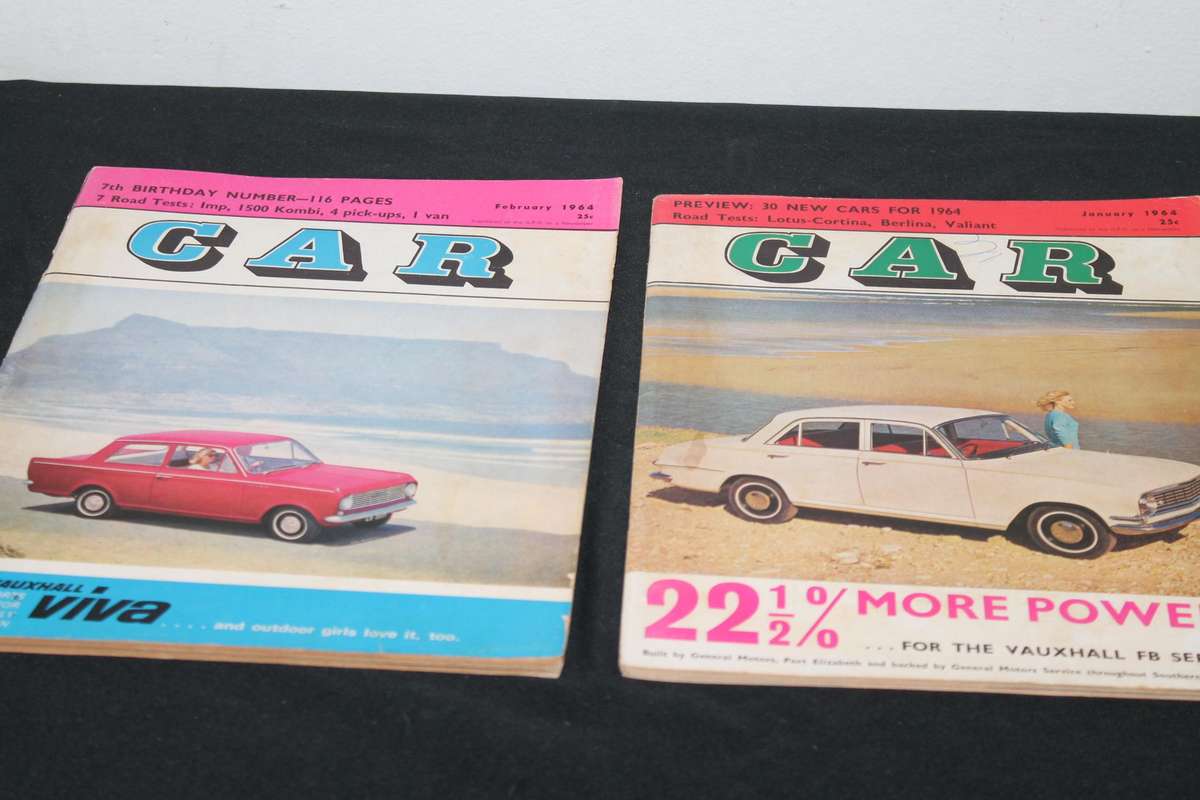 7th BIRTHDAY NUMBER—116 PAGES
7 Road Tests: Imp, 1500 Kombi, 4 pick-ups, 1 van
February 1964
25c
CAR
VAUXHALL
viva
.... and outdoor girls love it, too.
PREVIEW: 30 NEW CARS FOR 1964
Road Tests: Lotus-Cortina, Berlina, Valiant
January 1964
25c
CAR
22½% MORE POWE
... FOR THE VAUXHALL FB SE
Built by General Motors, Port Elizabeth and backed by General Motors Service throughout Southern